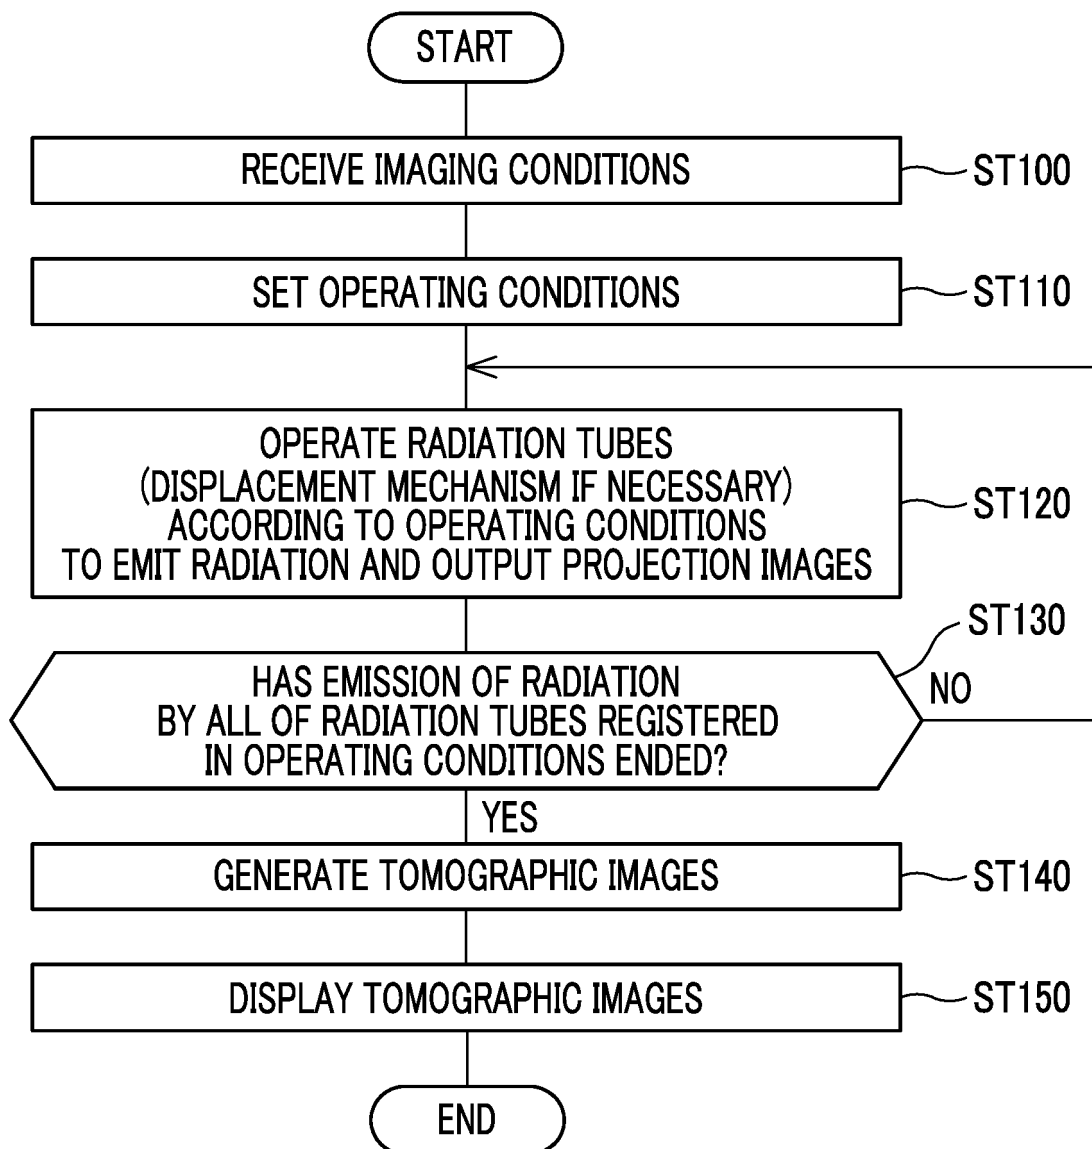 START
RECEIVE IMAGING CONDITIONS
ST100
SET OPERATING CONDITIONS
ST110
OPERATE RADIATION TUBES
(DISPLACEMENT MECHANISM IF NECESSARY)
ACCORDING TO OPERATING CONDITIONS
TO EMIT RADIATION AND OUTPUT PROJECTION IMAGES
ST120
HAS EMISSION OF RADIATION
BY ALL OF RADIATION TUBES REGISTERED
IN OPERATING CONDITIONS ENDED?
ST130
NO
YES
GENERATE TOMOGRAPHIC IMAGES
ST140
DISPLAY TOMOGRAPHIC IMAGES
ST150
END